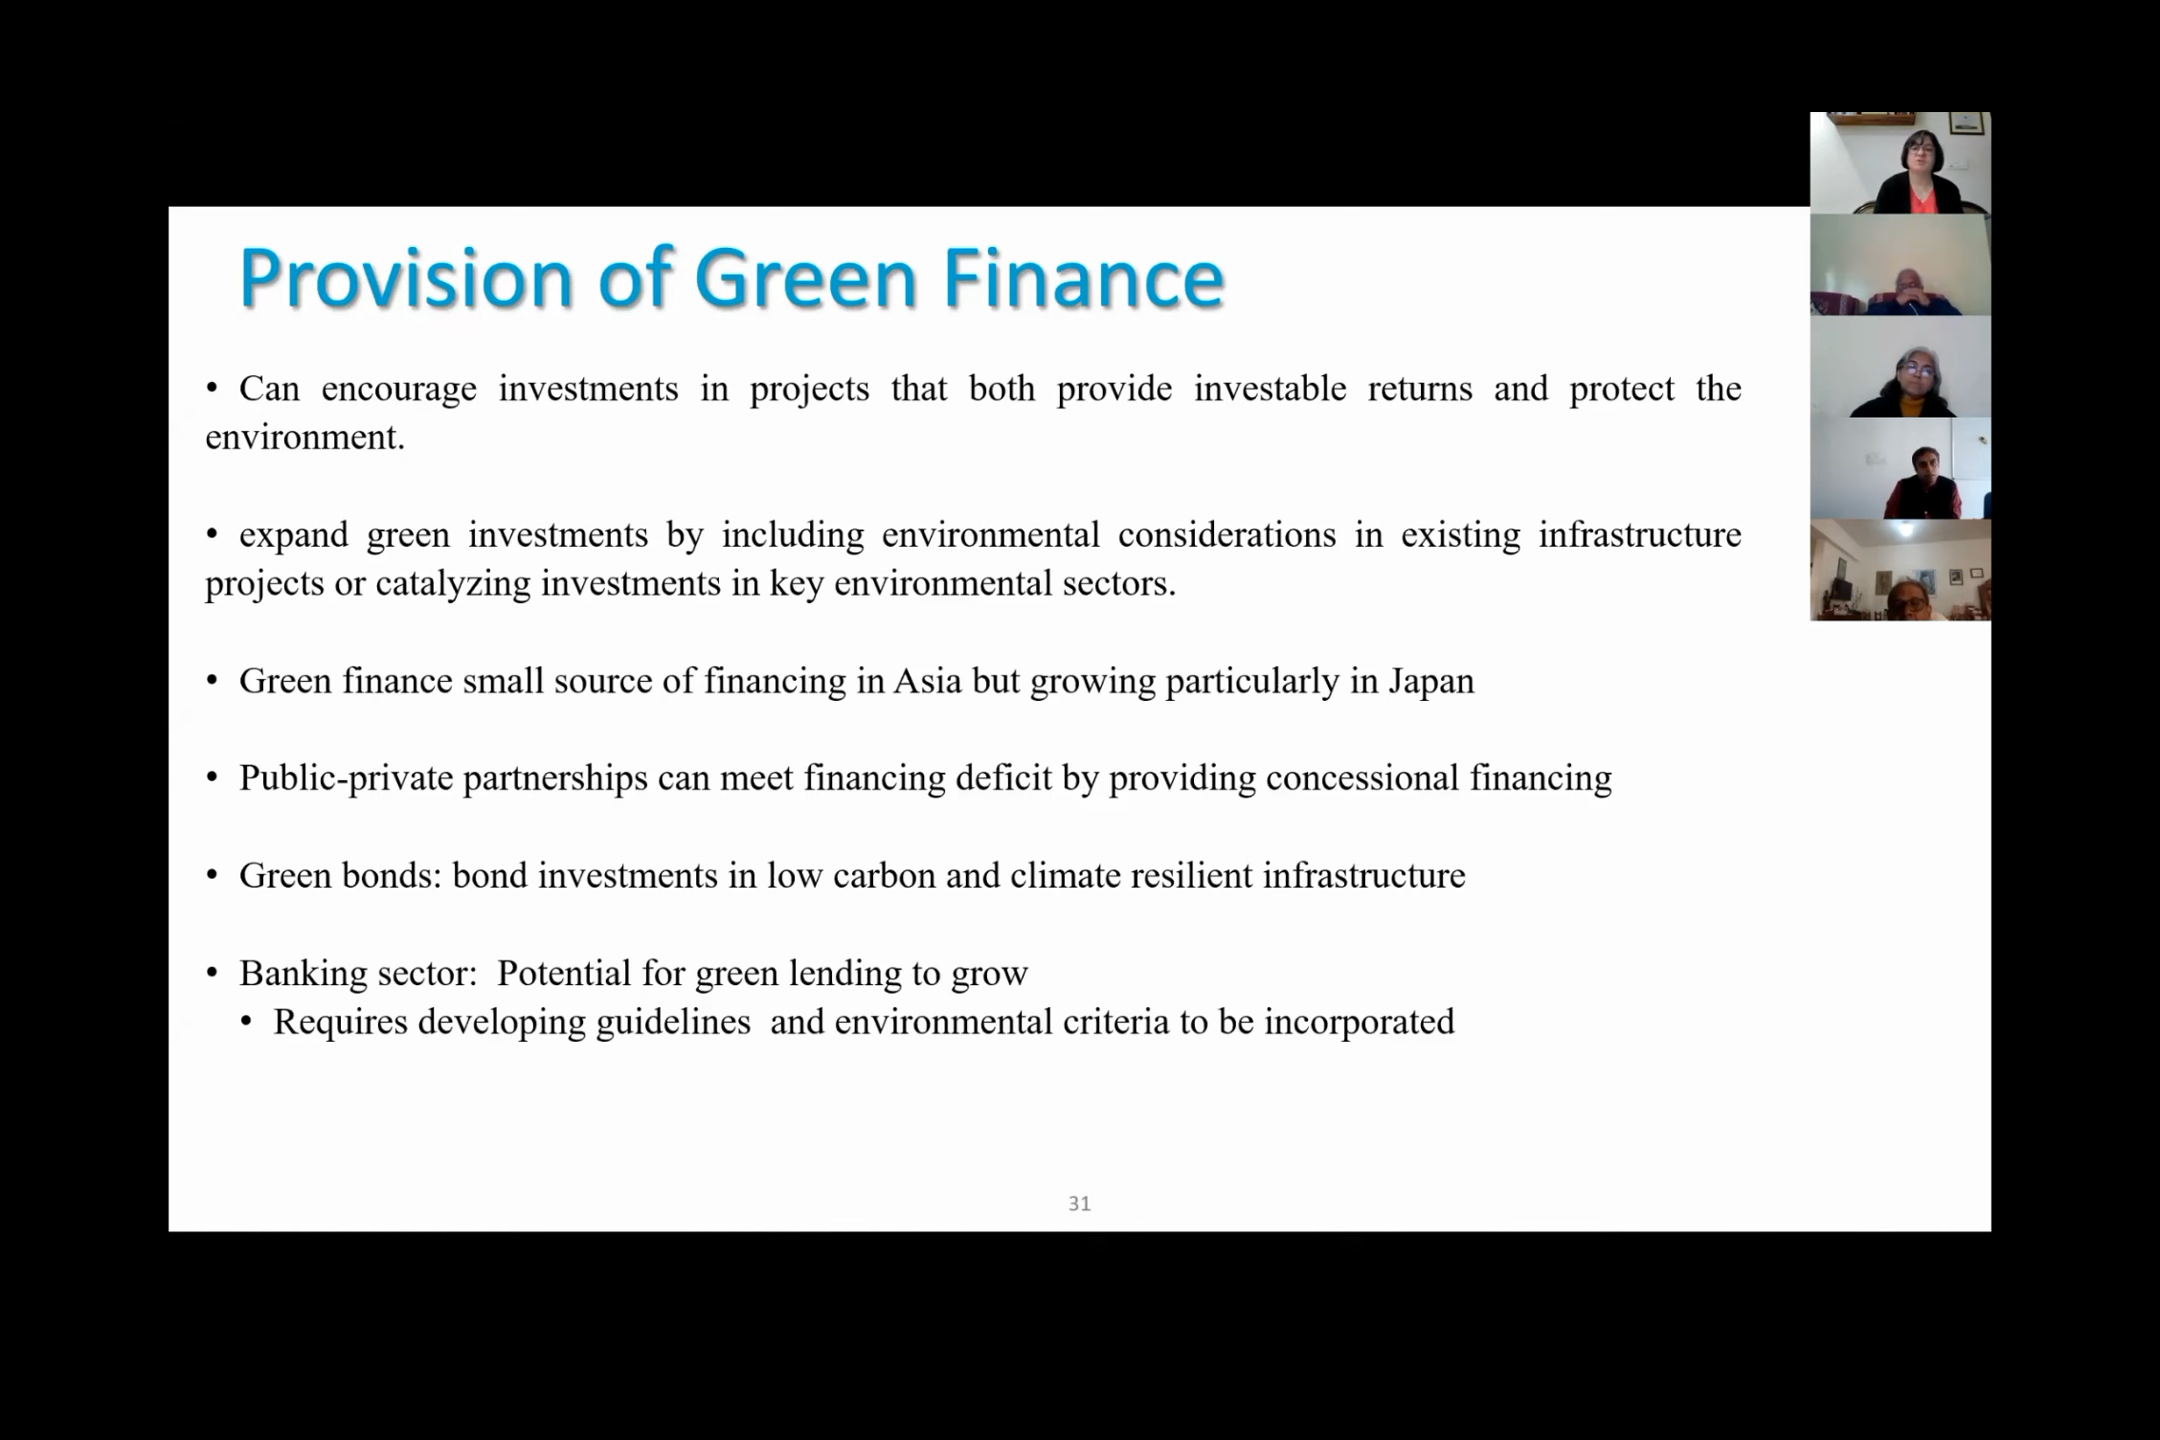 Provision of Green Finance
• Can encourage investments in projects that both provide investable returns and protect the
environment.
• expand green investments by including environmental considerations in existing infrastructure
projects or catalyzing investments in key environmental sectors.
• Green finance small source of financing in Asia but growing particularly in Japan
• Public-private partnerships can meet financing deficit by providing concessional financing
• Green bonds: bond investments in low carbon and climate resilient infrastructure
• Banking sector:  Potential for green lending to grow
• Requires developing guidelines  and environmental criteria to be incorporated
31